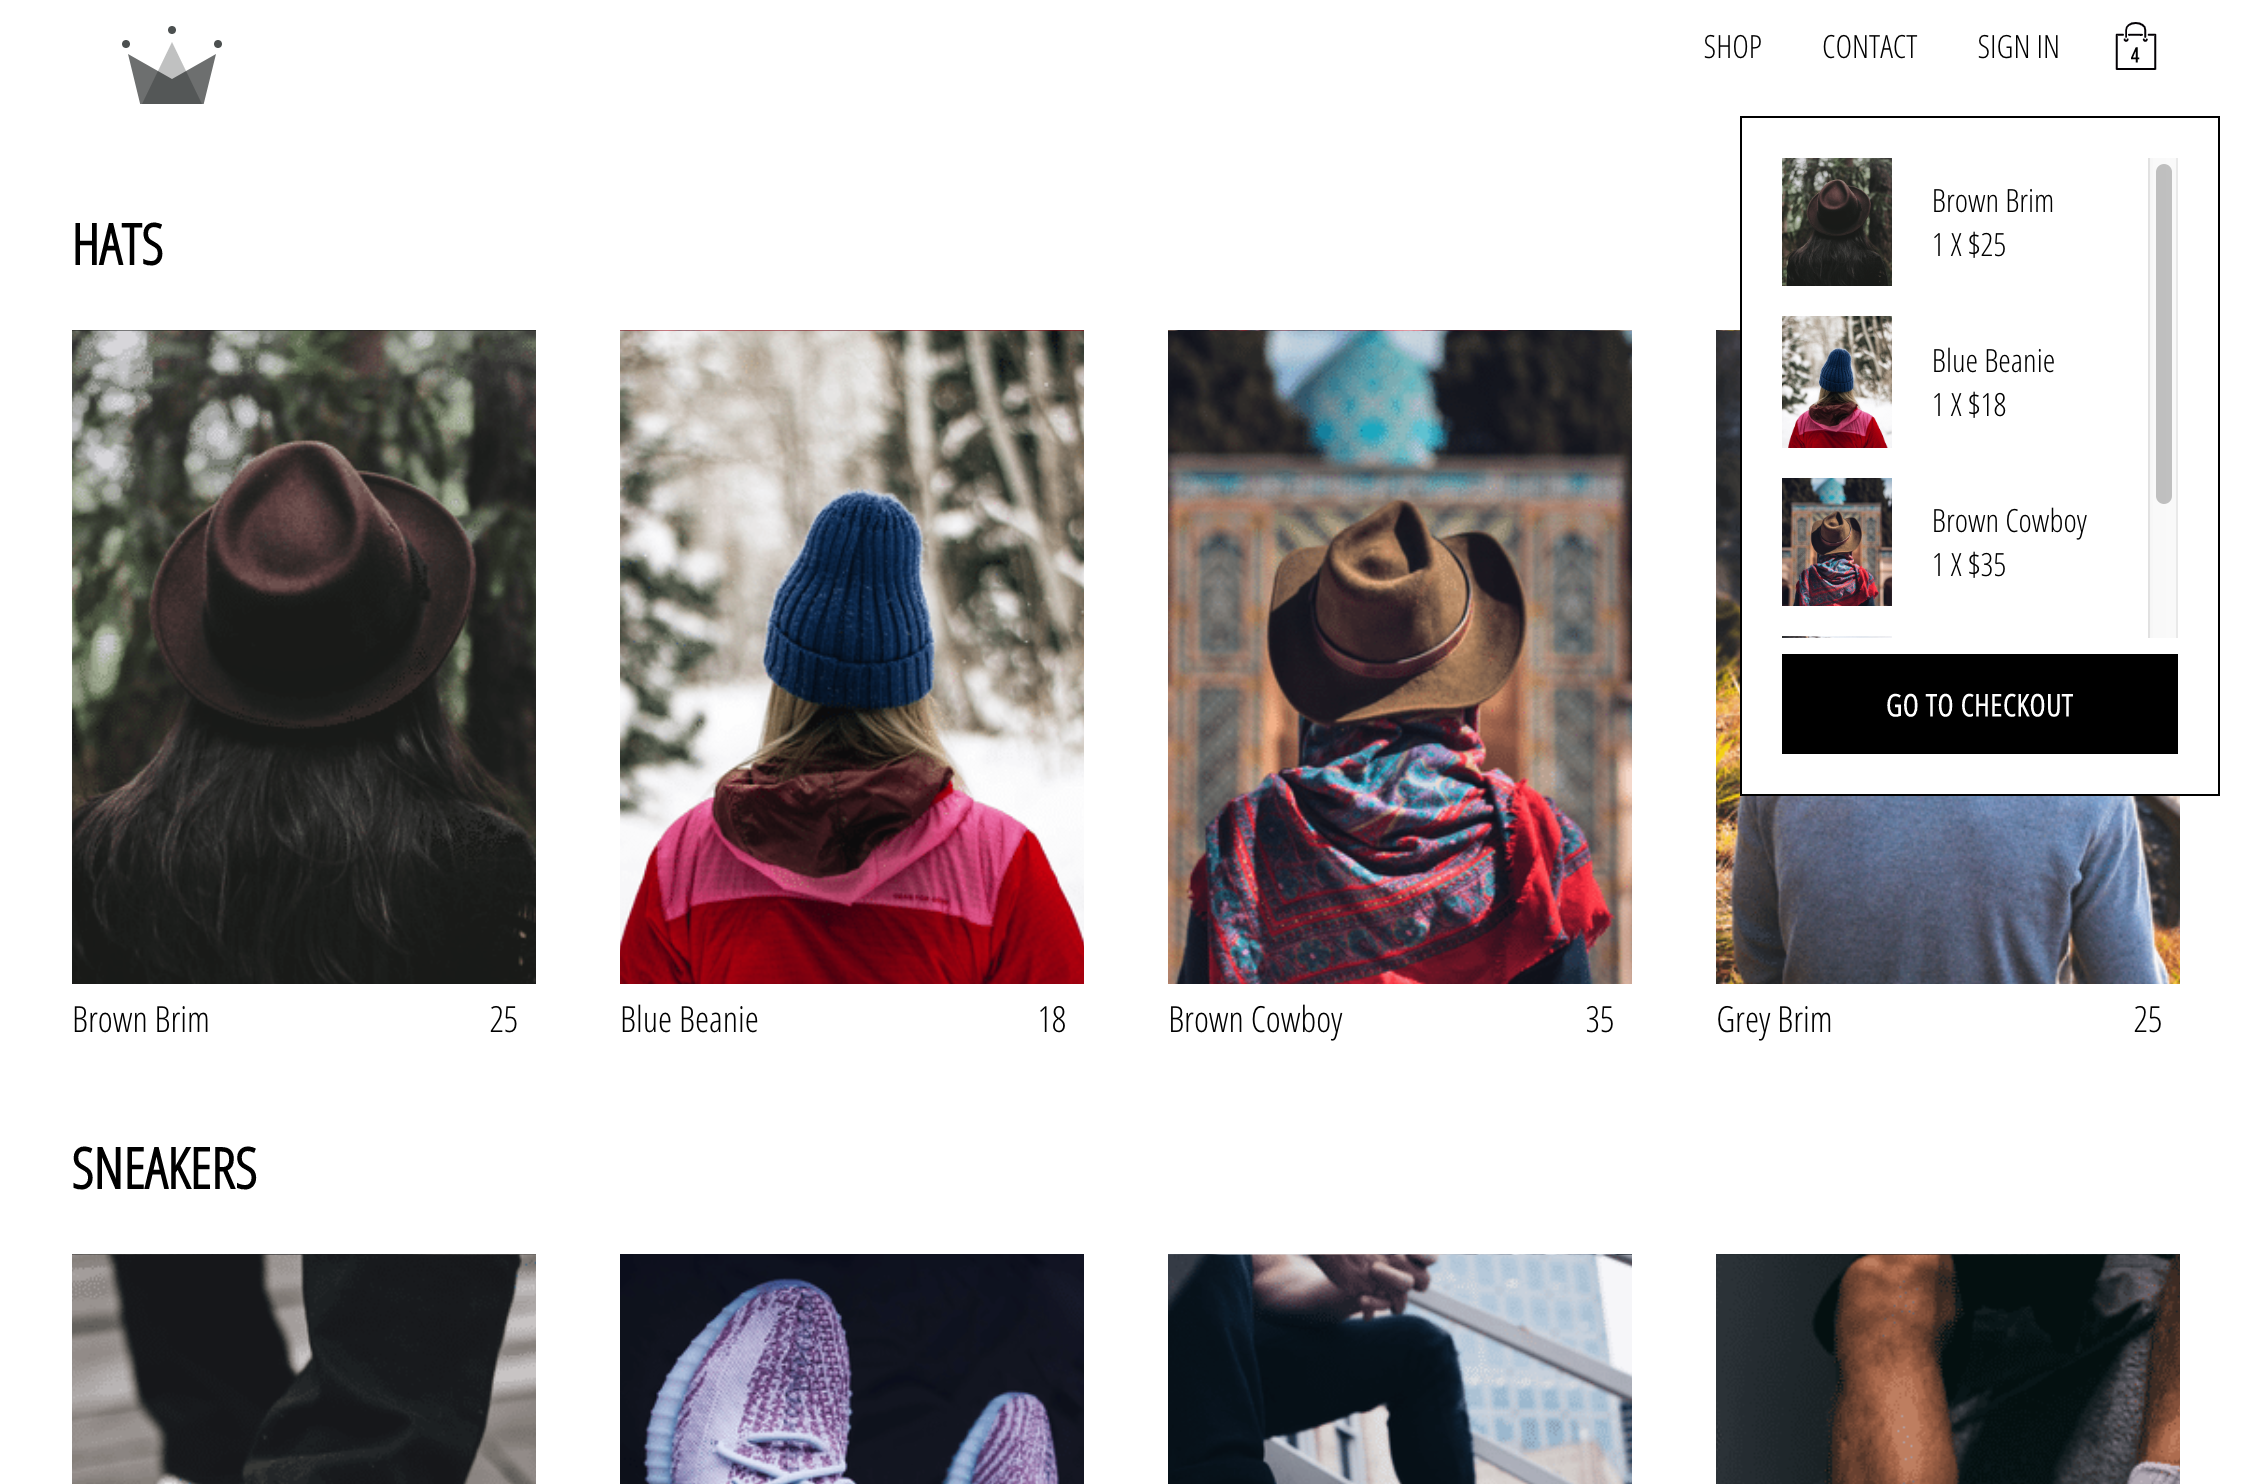 SHOP
CONTACT
SIGN IN
4
Brown Brim
1 X $25
Blue Beanie
1 X $18
Brown Cowboy
1 X $35
GO TO CHECKOUT
HATS
Brown Brim 25
Blue Beanie 18
Brown Cowboy 35
Grey Brim 25
SNEAKERS